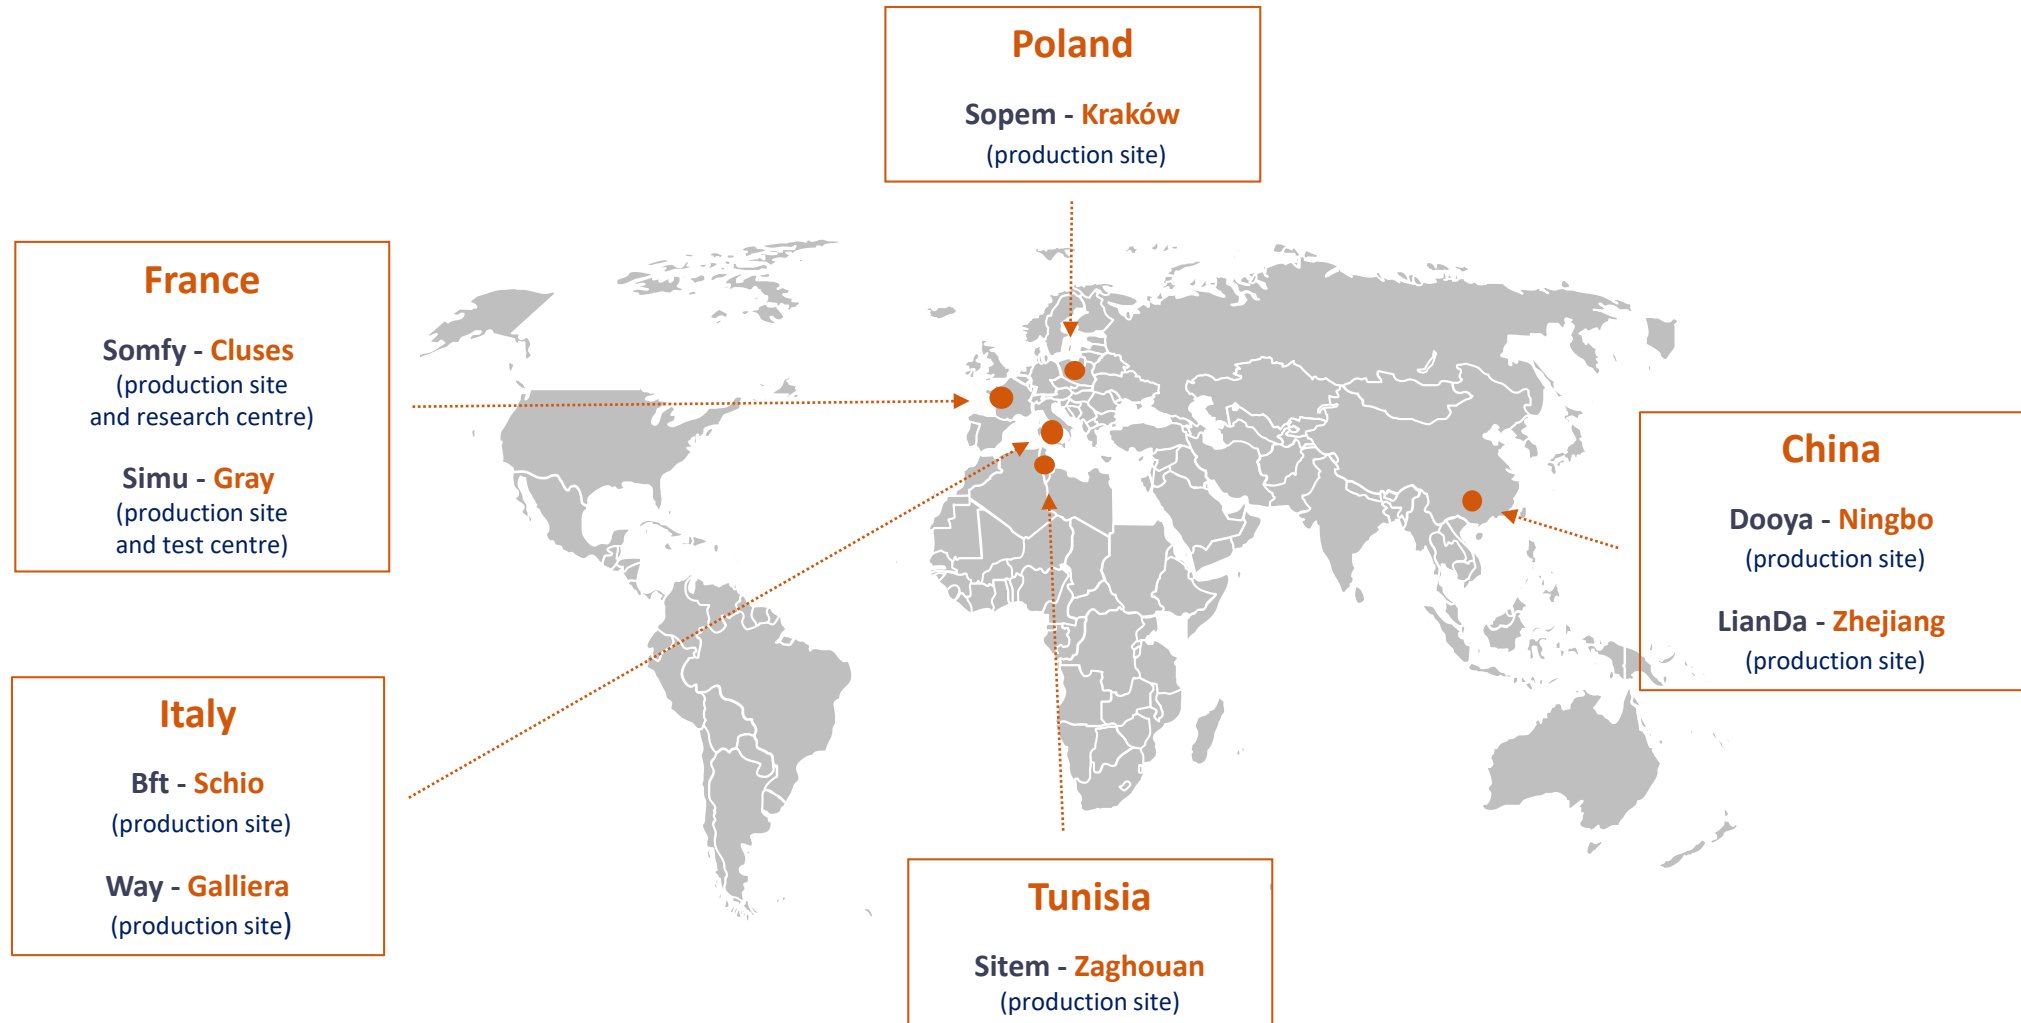 Poland
Sopem - Kraków
(production site)
France
Somfy - Cluses
(production site
and research centre)
Simu - Gray
(production site
and test centre)
China
Dooya - Ningbo
(production site)
LianDa - Zhejiang
(production site)
Italy
Bft - Schio
(production site)
Way - Galliera
(production site)
Tunisia
Sitem - Zaghouan
(production site)